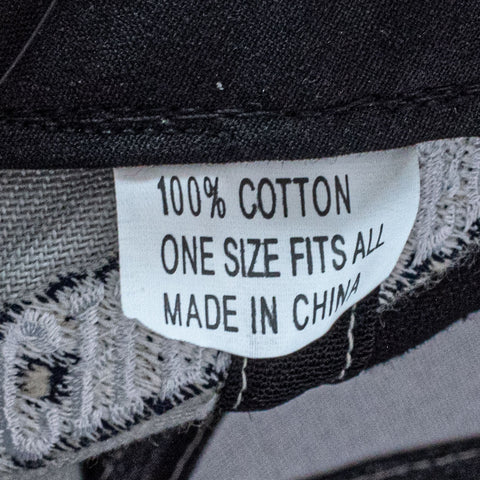 100% COTTON
ONE SIZE FITS ALL
MADE IN CHINA